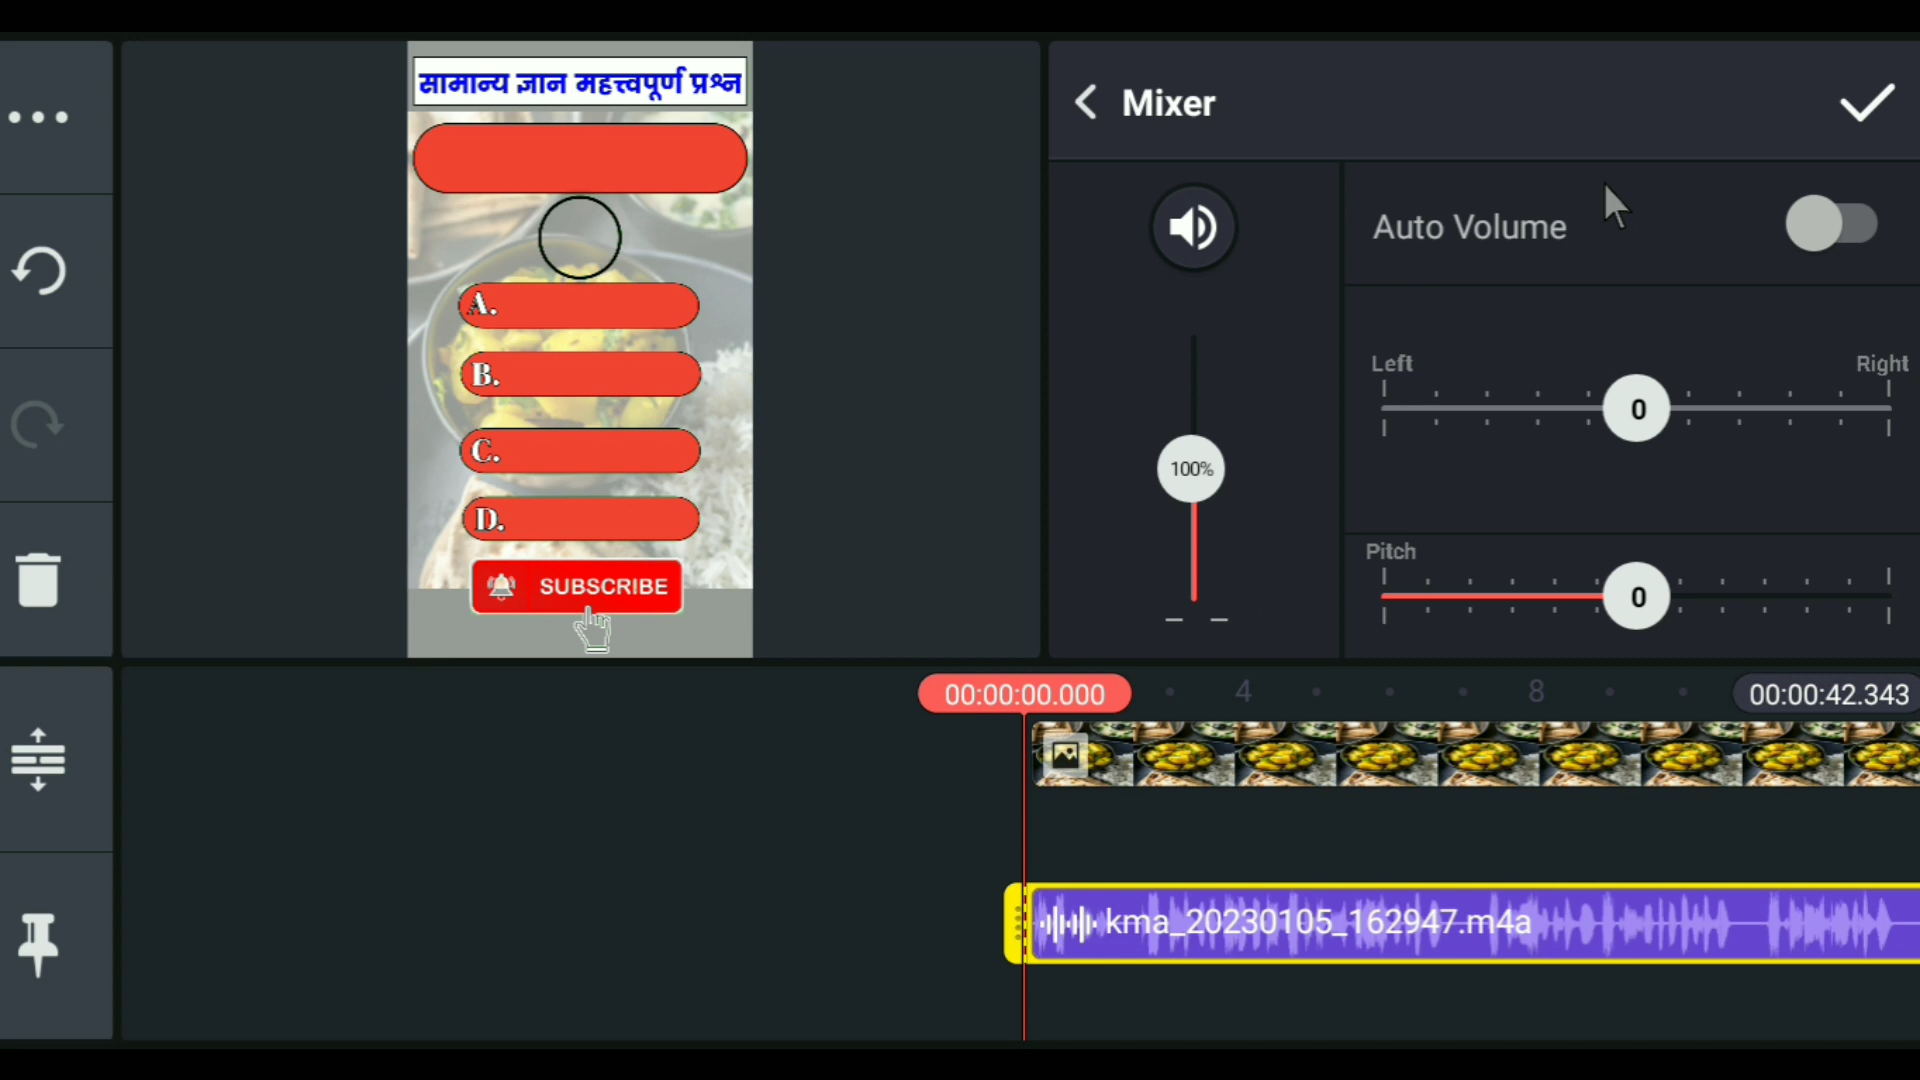 सामान्य ज्ञान महत्त्वपूर्ण प्रश्न
A.
B.
C.
D.
SUBSCRIBE
Mixer
Auto Volume
100%
Left
Right
0
Pitch
0
00:00:00.000
4
8
00:00:42.343
kma_20230105_162947.m4a